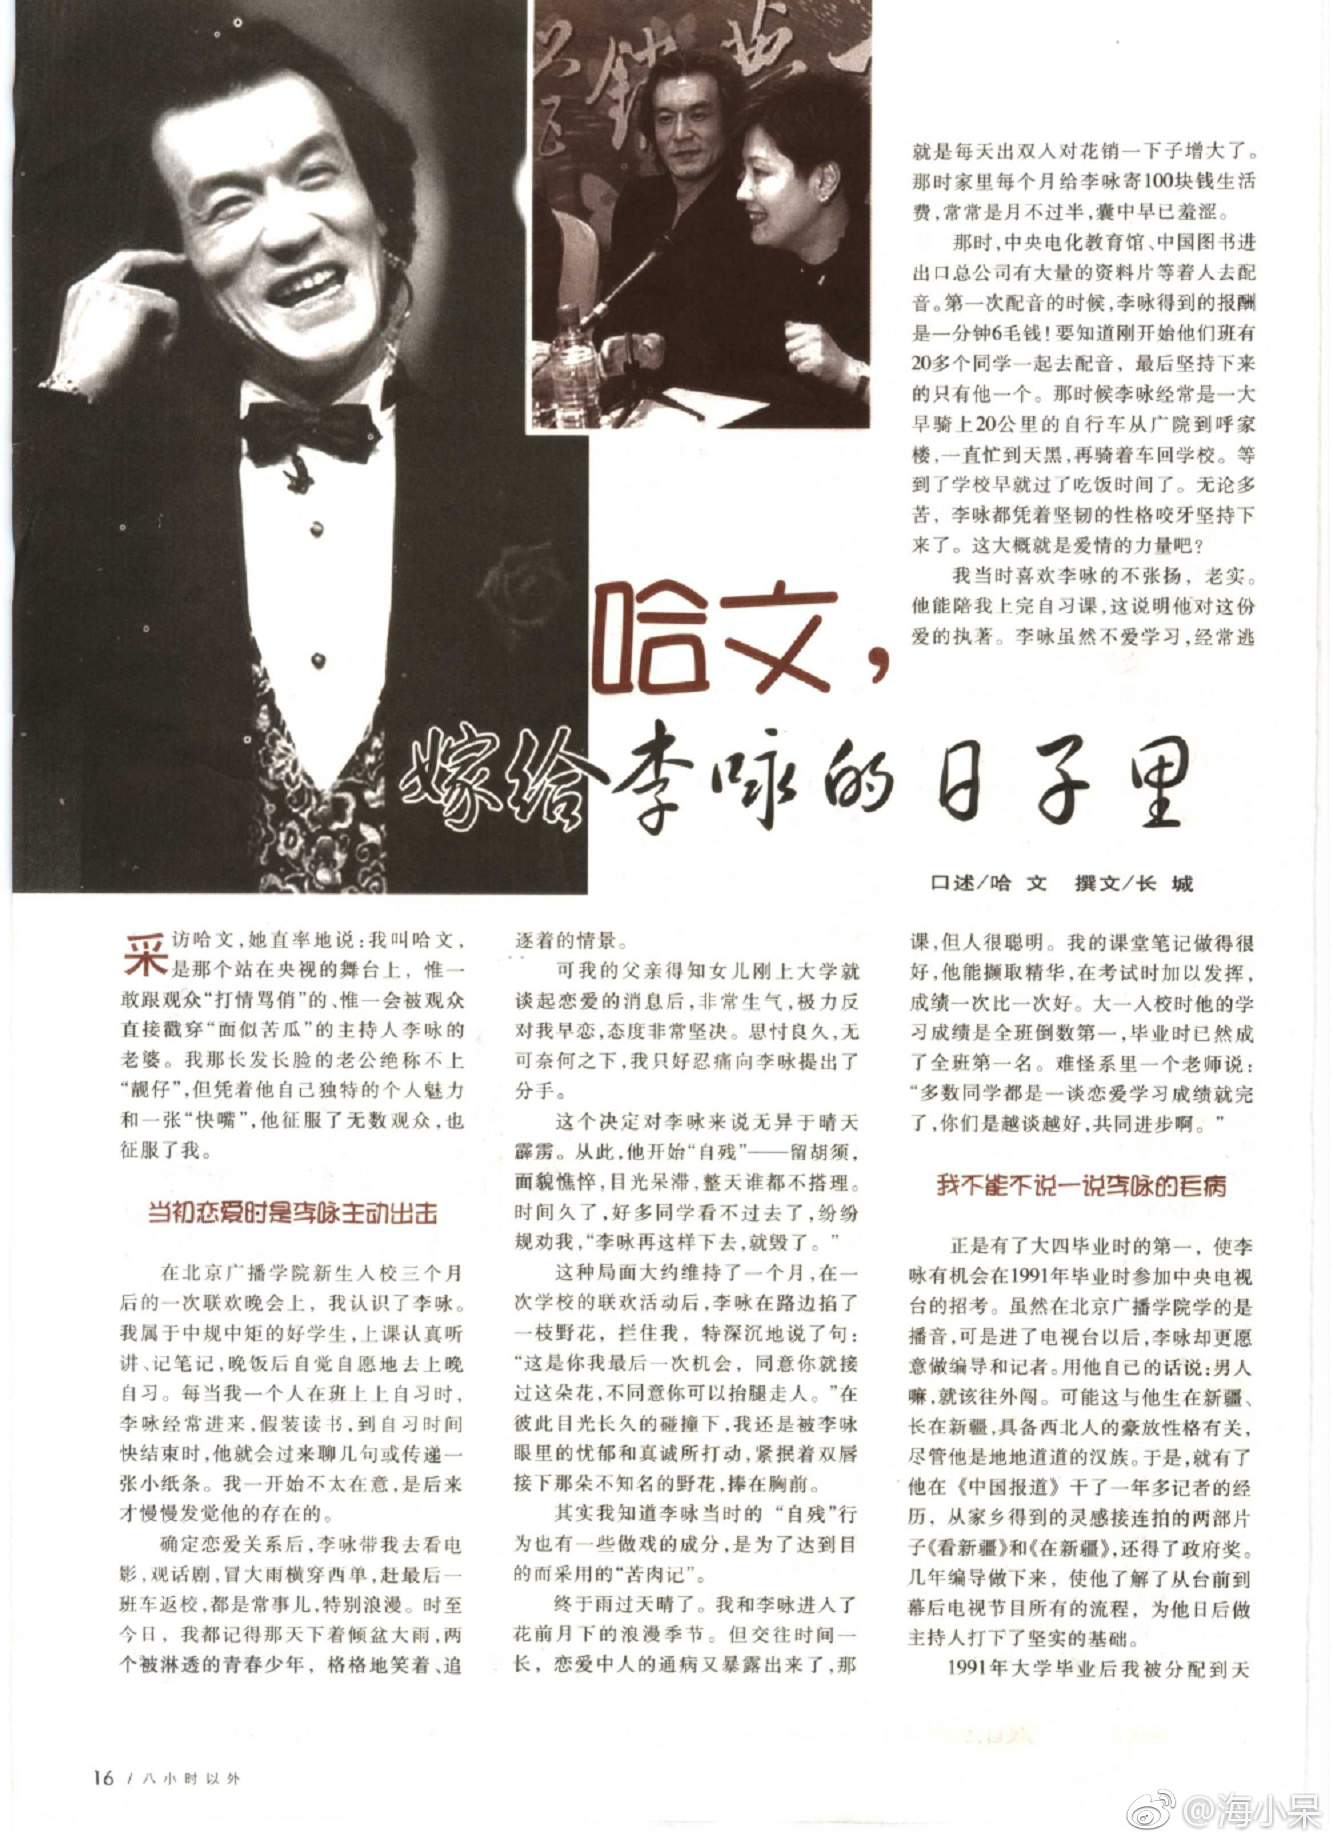 哈文，
嫁给李咏的日子里
口述/哈 文 撰文/长 城
采访哈文,她直率地说:我叫哈文,
是那个站在央视的舞台上，惟一
敢跟观众“打情骂俏”的、惟一会被观众
直接戳穿“面似苦瓜”的主持人李咏的
老婆。我那长发长脸的老公绝称不上
“靓仔”,但凭着他自己独特的个人魅力
和一张“快嘴”,他征服了无数观众,也
征服了我。
当初恋爱时是李咏主动出击
在北京广播学院新生入校三个月
后的一次联欢晚会上，我认识了李咏。
我属于中规中矩的好学生,上课认真听
讲、记笔记,晚饭后自觉自愿地去上晚
自习。每当我一个人在班上上自习时,
李咏经常进来,假装读书,到自习时间
快结束时,他就会过来聊几句或传递一
张小纸条。我一开始不太在意,是后来
才慢慢发觉他的存在的。
确定恋爱关系后,李咏带我去看电
影,观话剧,冒大雨横穿西单,赶最后一
班车返校,都是常事儿,特别浪漫。时至
今日，我都记得那天下着倾盆大雨,两
个被淋透的青春少年，格格地笑着、追
逐着的情景。
可我的父亲得知女儿刚上大学就
谈起恋爱的消息后,非常生气,极力反
对我早恋,态度非常坚决。思忖良久,无
可奈何之下,我只好忍痛向李咏提出了
分手。
这个决定对李咏来说无异于晴天
霹雳。从此,他开始“自残”——留胡须,
面貌憔悴,目光呆滞,整天谁都不搭理。
时间久了,好多同学看不过去了,纷纷
规劝我,“李咏再这样下去,就毁了。”
这种局面大约维持了一个月,在一
次学校的联欢活动后,李咏在路边掐了
一枝野花，拦住我，特深沉地说了句:
“这是你我最后一次机会，同意你就接
过这朵花,不同意你可以抬腿走人。”在
彼此目光长久的碰撞下,我还是被李咏
眼里的忧郁和真诚所打动,紧抿着双唇
接下那朵不知名的野花,捧在胸前。
其实我知道李咏当时的“自残”行
为也有一些做戏的成分,是为了达到目
的而采用的“苦肉记”。
终于雨过天晴了。我和李咏进入了
花前月下的浪漫季节。但交往时间一
长，恋爱中人的通病又暴露出来了,那
就是每天出双入对花销一下子增大了。
那时家里每个月给李咏寄100块钱生活
费,常常是月不过半,囊中早已羞涩。
那时,中央电化教育馆、中国图书进
出口总公司有大量的资料片等着人去配
音。第一次配音的时候,李咏得到的报酬
是一分钟6毛钱!要知道刚开始他们班有
20多个同学一起去配音，最后坚持下来
的只有他一个。那时候李咏经常是一大
早骑上20公里的自行车从广院到呼家
楼,一直忙到天黑,再骑着车回学校。等
到了学校早就过了吃饭时间了。无论多
苦，李咏都凭着坚韧的性格咬牙坚持下
来了。这大概就是爱情的力量吧?
我当时喜欢李咏的不张扬，老实。
他能陪我上完自习课,这说明他对这份
爱的执著。李咏虽然不爱学习,经常逃
课,但人很聪明。我的课堂笔记做得很
好,他能撷取精华,在考试时加以发挥,
成绩一次比一次好。大一入校时他的学
习成绩是全班倒数第一,毕业时已然成
了全班第一名。难怪系里一个老师说:
“多数同学都是一谈恋爱学习成绩就完
了,你们是越谈越好,共同进步啊。”
我不能不说一说李咏的毛病
正是有了大四毕业时的第一，使李
咏有机会在1991年毕业时参加中央电视
台的招考。虽然在北京广播学院学的是
播音,可是进了电视台以后,李咏却更愿
意做编导和记者。用他自己的话说:男人
嘛,就该往外闯。可能这与他生在新疆、
长在新疆,具备西北人的豪放性格有关,
尽管他是地地道道的汉族。于是,就有了
他在《中国报道》干了一年多记者的经
历，从家乡得到的灵感接连拍的两部片
子《看新疆》和《在新疆》,还得了政府奖。
几年编导做下来，使他了解了从台前到
幕后电视节目所有的流程，为他日后做
主持人打下了坚实的基础。
1991年大学毕业后我被分配到天
16 / 八小时以外
@海小呆